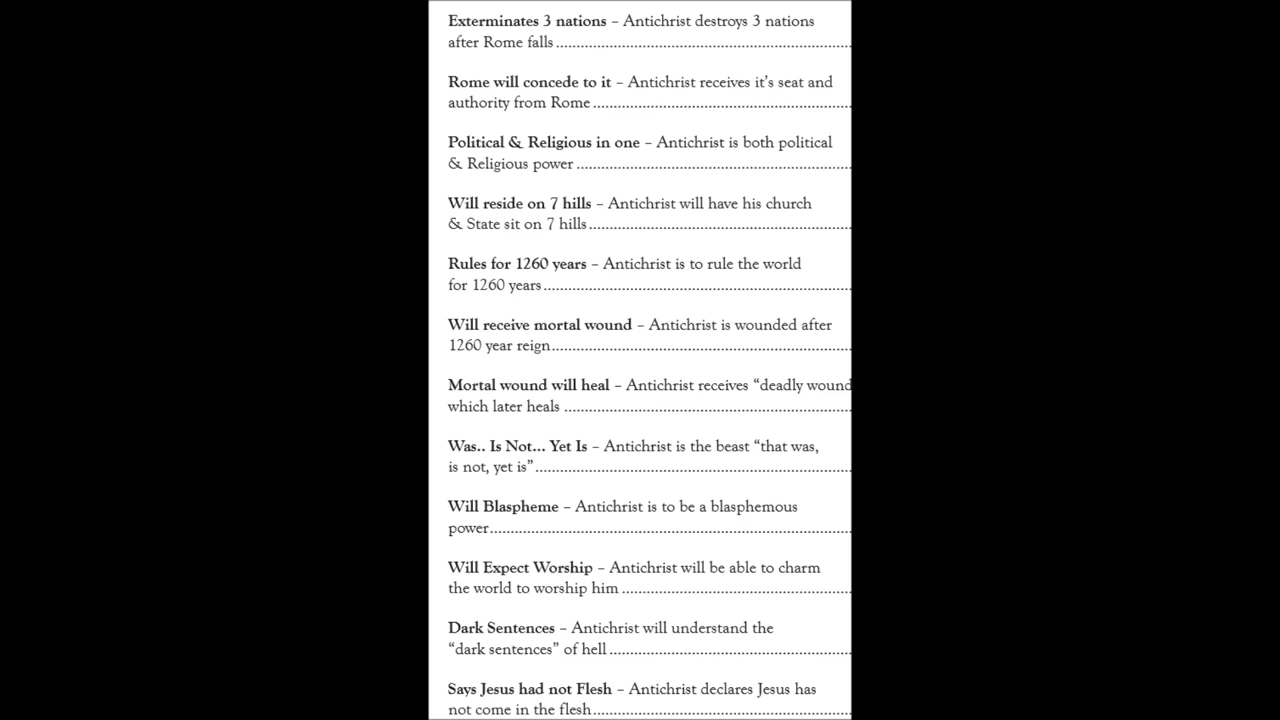 Exterminates 3 nations – Antichrist destroys 3 nations
after Rome falls..........................................................................
Rome will concede to it – Antichrist receives it’s seat and
authority from Rome................................................................
Political & Religious in one – Antichrist is both political
& Religious power....................................................................
Will reside on 7 hills – Antichrist will have his church
& State sit on 7 hills.................................................................
Rules for 1260 years – Antichrist is to rule the world
for 1260 years............................................................................
Will receive mortal wound – Antichrist is wounded after
1260 year reign..........................................................................
Mortal wound will heal – Antichrist receives “deadly wound
which later heals .......................................................................
Was.. Is Not... Yet Is – Antichrist is the beast “that was,
is not, yet is”..............................................................................
Will Blaspheme – Antichrist is to be a blasphemous
power.........................................................................................
Will Expect Worship – Antichrist will be able to charm
the world to worship him .........................................................
Dark Sentences – Antichrist will understand the
“dark sentences” of hell............................................................
Says Jesus had not Flesh – Antichrist declares Jesus has
not come in the flesh................................................................